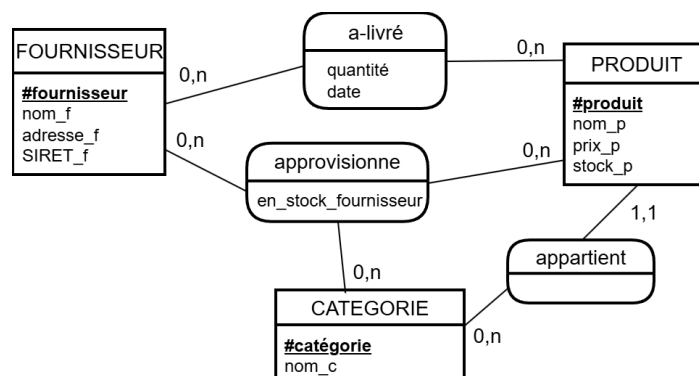 FOURNISSEUR
#fournisseur
nom_f
adresse_f
SIRET_f
0,n
0,n
a-livré
quantité
date
0,n
PRODUIT
#produit
nom_p
prix_p
stock_p
approvisionne
en_stock_fournisseur
0,n
0,n
1,1
appartient
0,n
CATEGORIE
#catégorie
nom_c